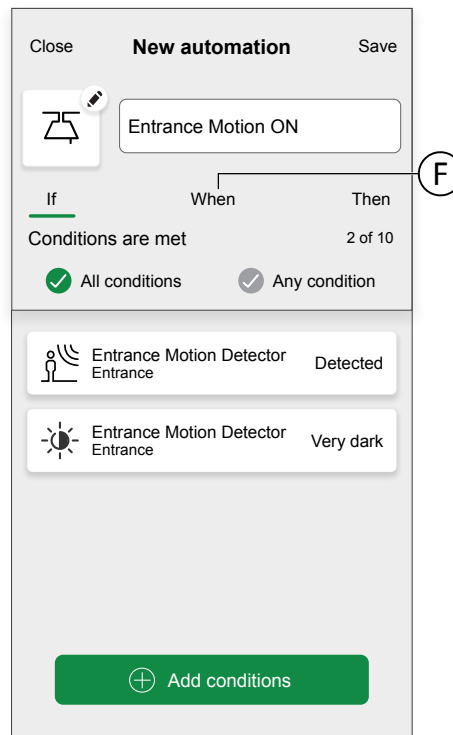 Close New automation Save
Entrance Motion ON
F
If When Then
Conditions are met 2 of 10
All conditions Any condition
Entrance Motion Detector Detected
Entrance
Entrance Motion Detector Very dark
Entrance
Add conditions